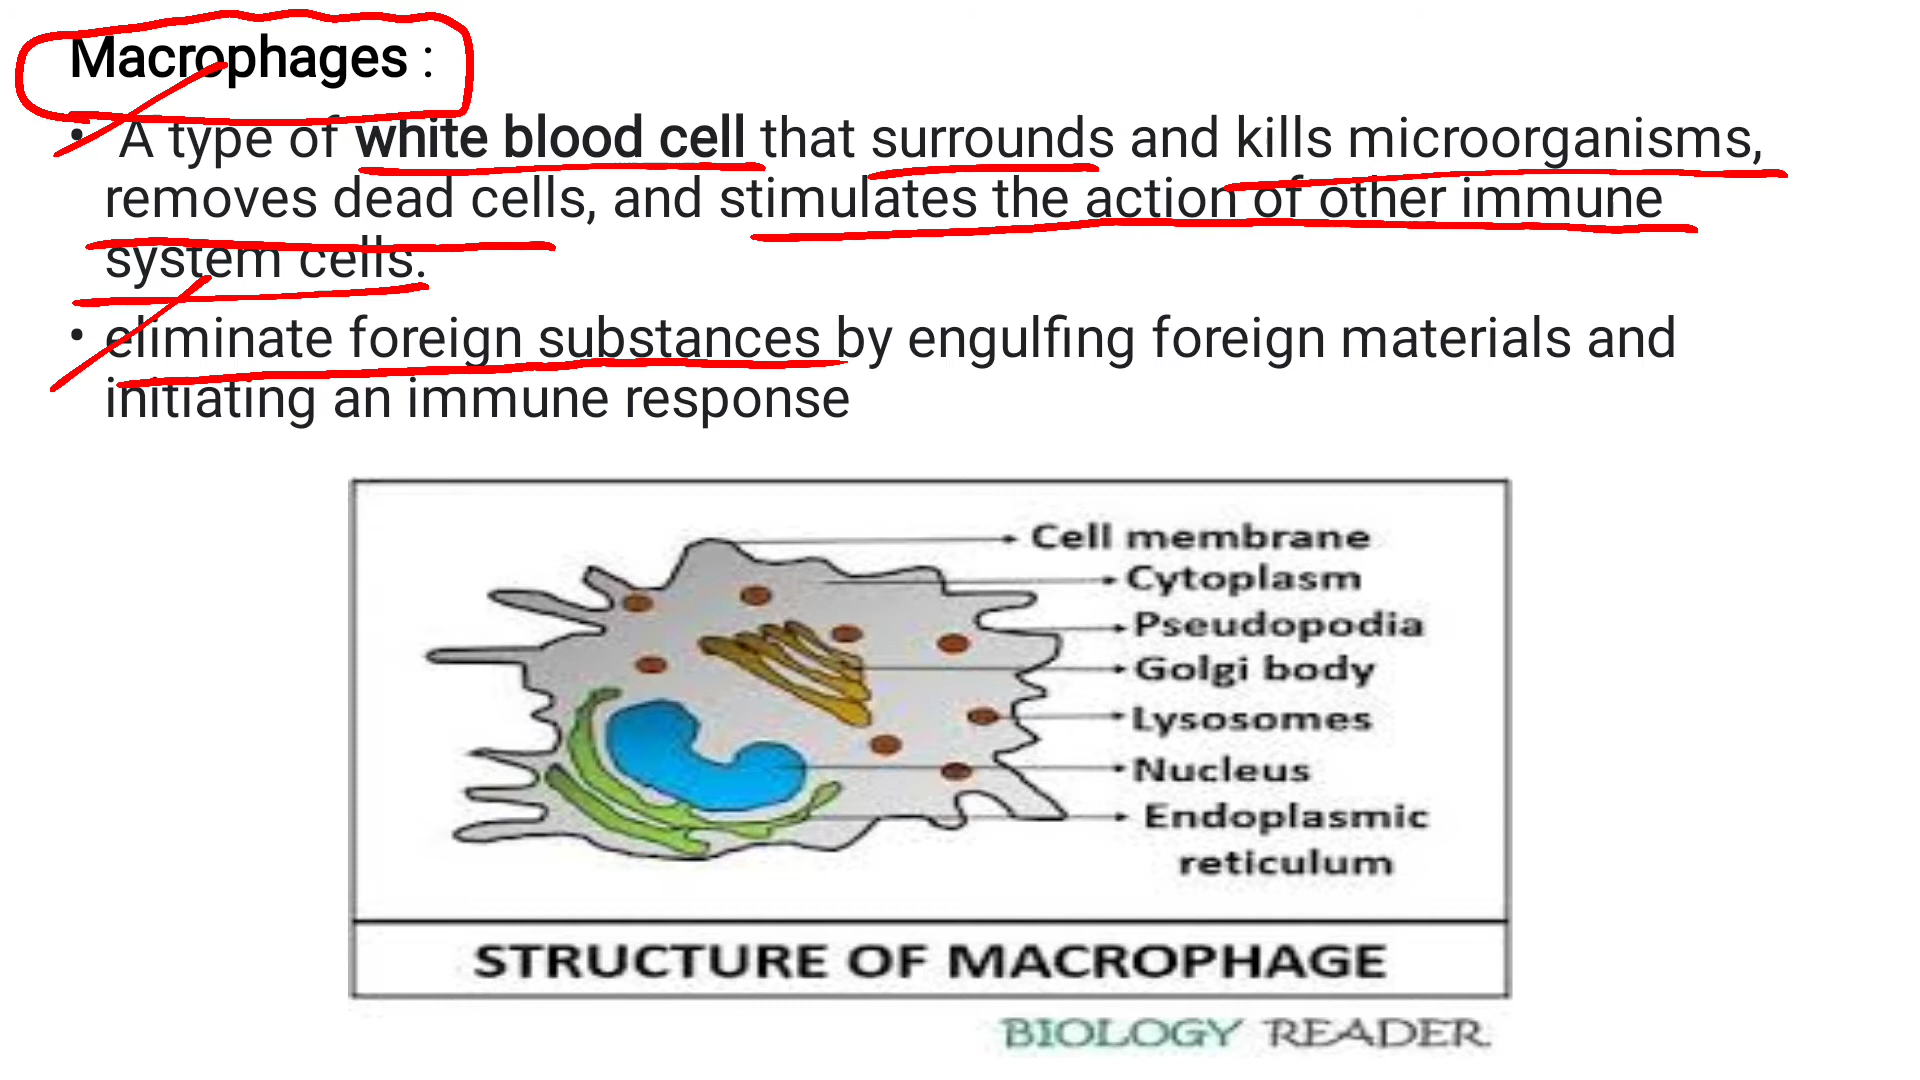 Macrophages :
• A type of white blood cell that surrounds and kills microorganisms,
removes dead cells, and stimulates the action of other immune
system cells.
• eliminate foreign substances by engulfing foreign materials and
initiating an immune response
Cell membrane
Cytoplasm
Pseudopodia
Golgi body
Lysosomes
Nucleus
Endoplasmic
reticulum
STRUCTURE OF MACROPHAGE
BIOLOGY READER